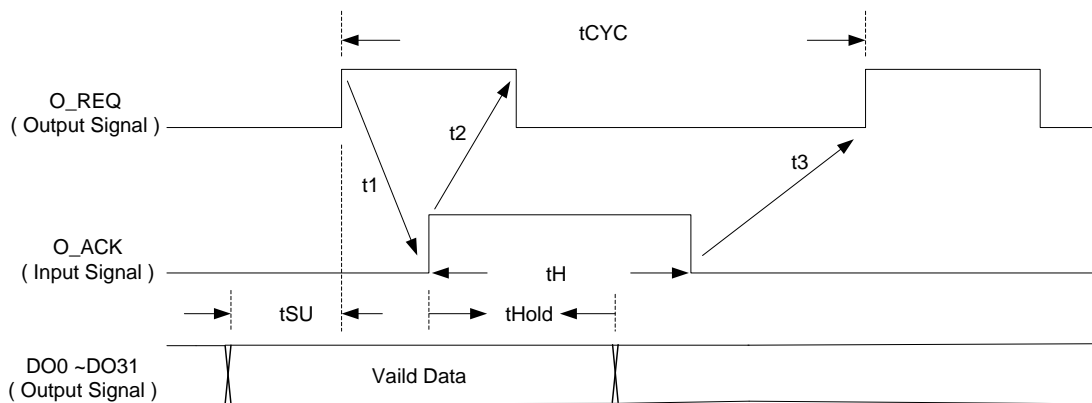 tCYC
O_REQ
( Output Signal )
t2
t3
t1
O_ACK
( Input Signal )
tH
tSU
tHold
DO0 ~DO31
( Output Signal )
Vaild Data